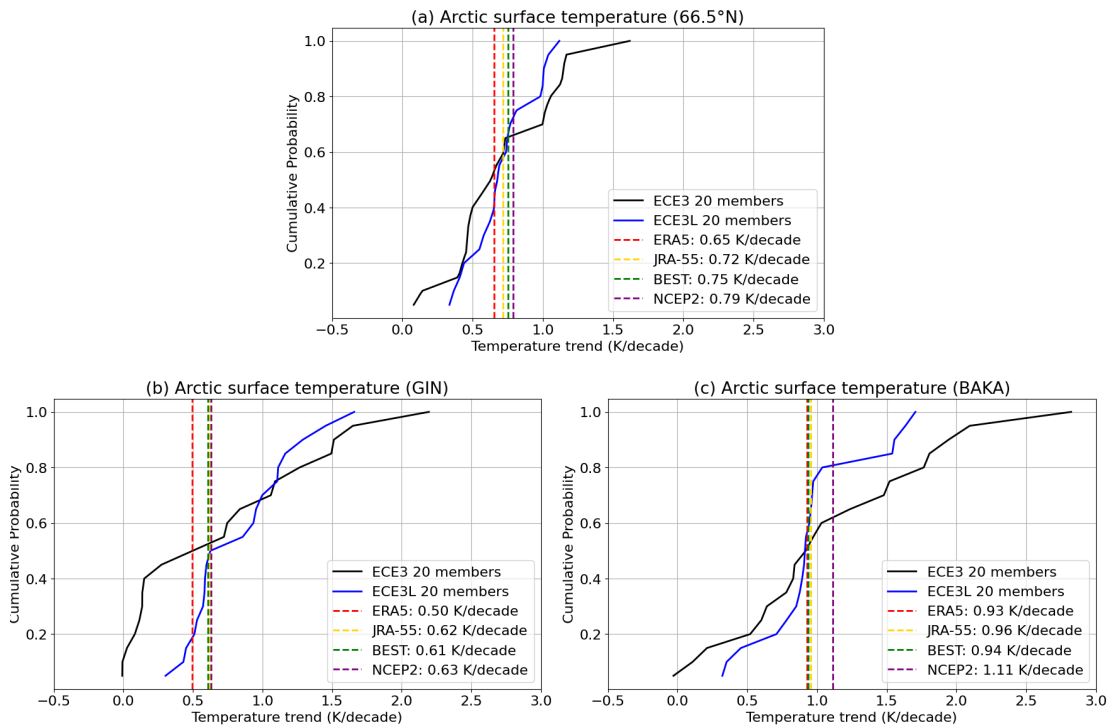 (a) Arctic surface temperature (66.5°N)
Cumulative Probability
1.0
0.8
0.6
0.4
0.2
ECE3 20 members
ECE3L 20 members
ERA5: 0.65 K/decade
JRA-55: 0.72 K/decade
BEST: 0.75 K/decade
NCEP2: 0.79 K/decade
−0.5 0.0 0.5 1.0 1.5 2.0 2.5 3.0
Temperature trend (K/decade)
(b) Arctic surface temperature (GIN)
Cumulative Probability
1.0
0.8
0.6
0.4
0.2
ECE3 20 members
ECE3L 20 members
ERA5: 0.50 K/decade
JRA-55: 0.62 K/decade
BEST: 0.61 K/decade
NCEP2: 0.63 K/decade
−0.5 0.0 0.5 1.0 1.5 2.0 2.5 3.0
Temperature trend (K/decade)
(c) Arctic surface temperature (BAKA)
Cumulative Probability
1.0
0.8
0.6
0.4
0.2
ECE3 20 members
ECE3L 20 members
ERA5: 0.93 K/decade
JRA-55: 0.96 K/decade
BEST: 0.94 K/decade
NCEP2: 1.11 K/decade
−0.5 0.0 0.5 1.0 1.5 2.0 2.5 3.0
Temperature trend (K/decade)